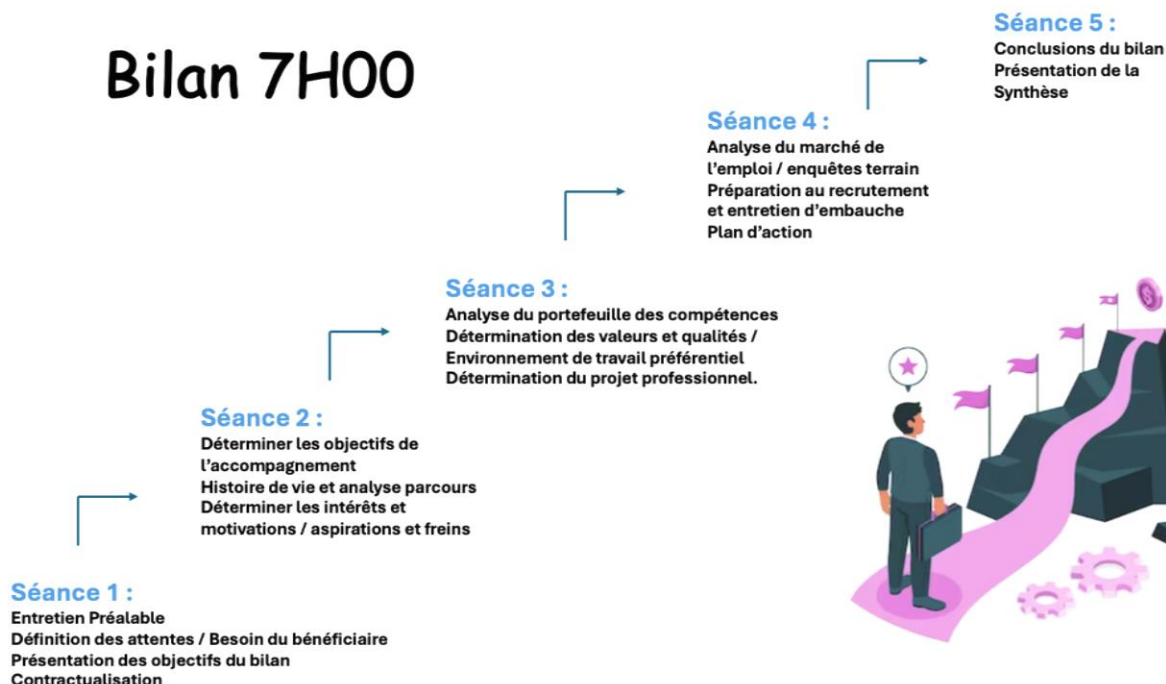 Bilan 7H00
Séance 1 :
Entretien Préalable
Définition des attentes / Besoin du bénéficiaire
Présentation des objectifs du bilan
Contractualisation
Séance 2 :
Déterminer les objectifs de
l'accompagnement
Histoire de vie et analyse parcours
Déterminer les intérêts et
motivations / aspirations et freins
Séance 3 :
Analyse du portefeuille des compétences
Détermination des valeurs et qualités /
Environnement de travail préférentiel
Détermination du projet professionnel.
Séance 4 :
Analyse du marché de
l'emploi / enquêtes terrain
Préparation au recrutement
et entretien d'embauche
Plan d'action
Séance 5 :
Conclusions du bilan
Présentation de la
Synthèse